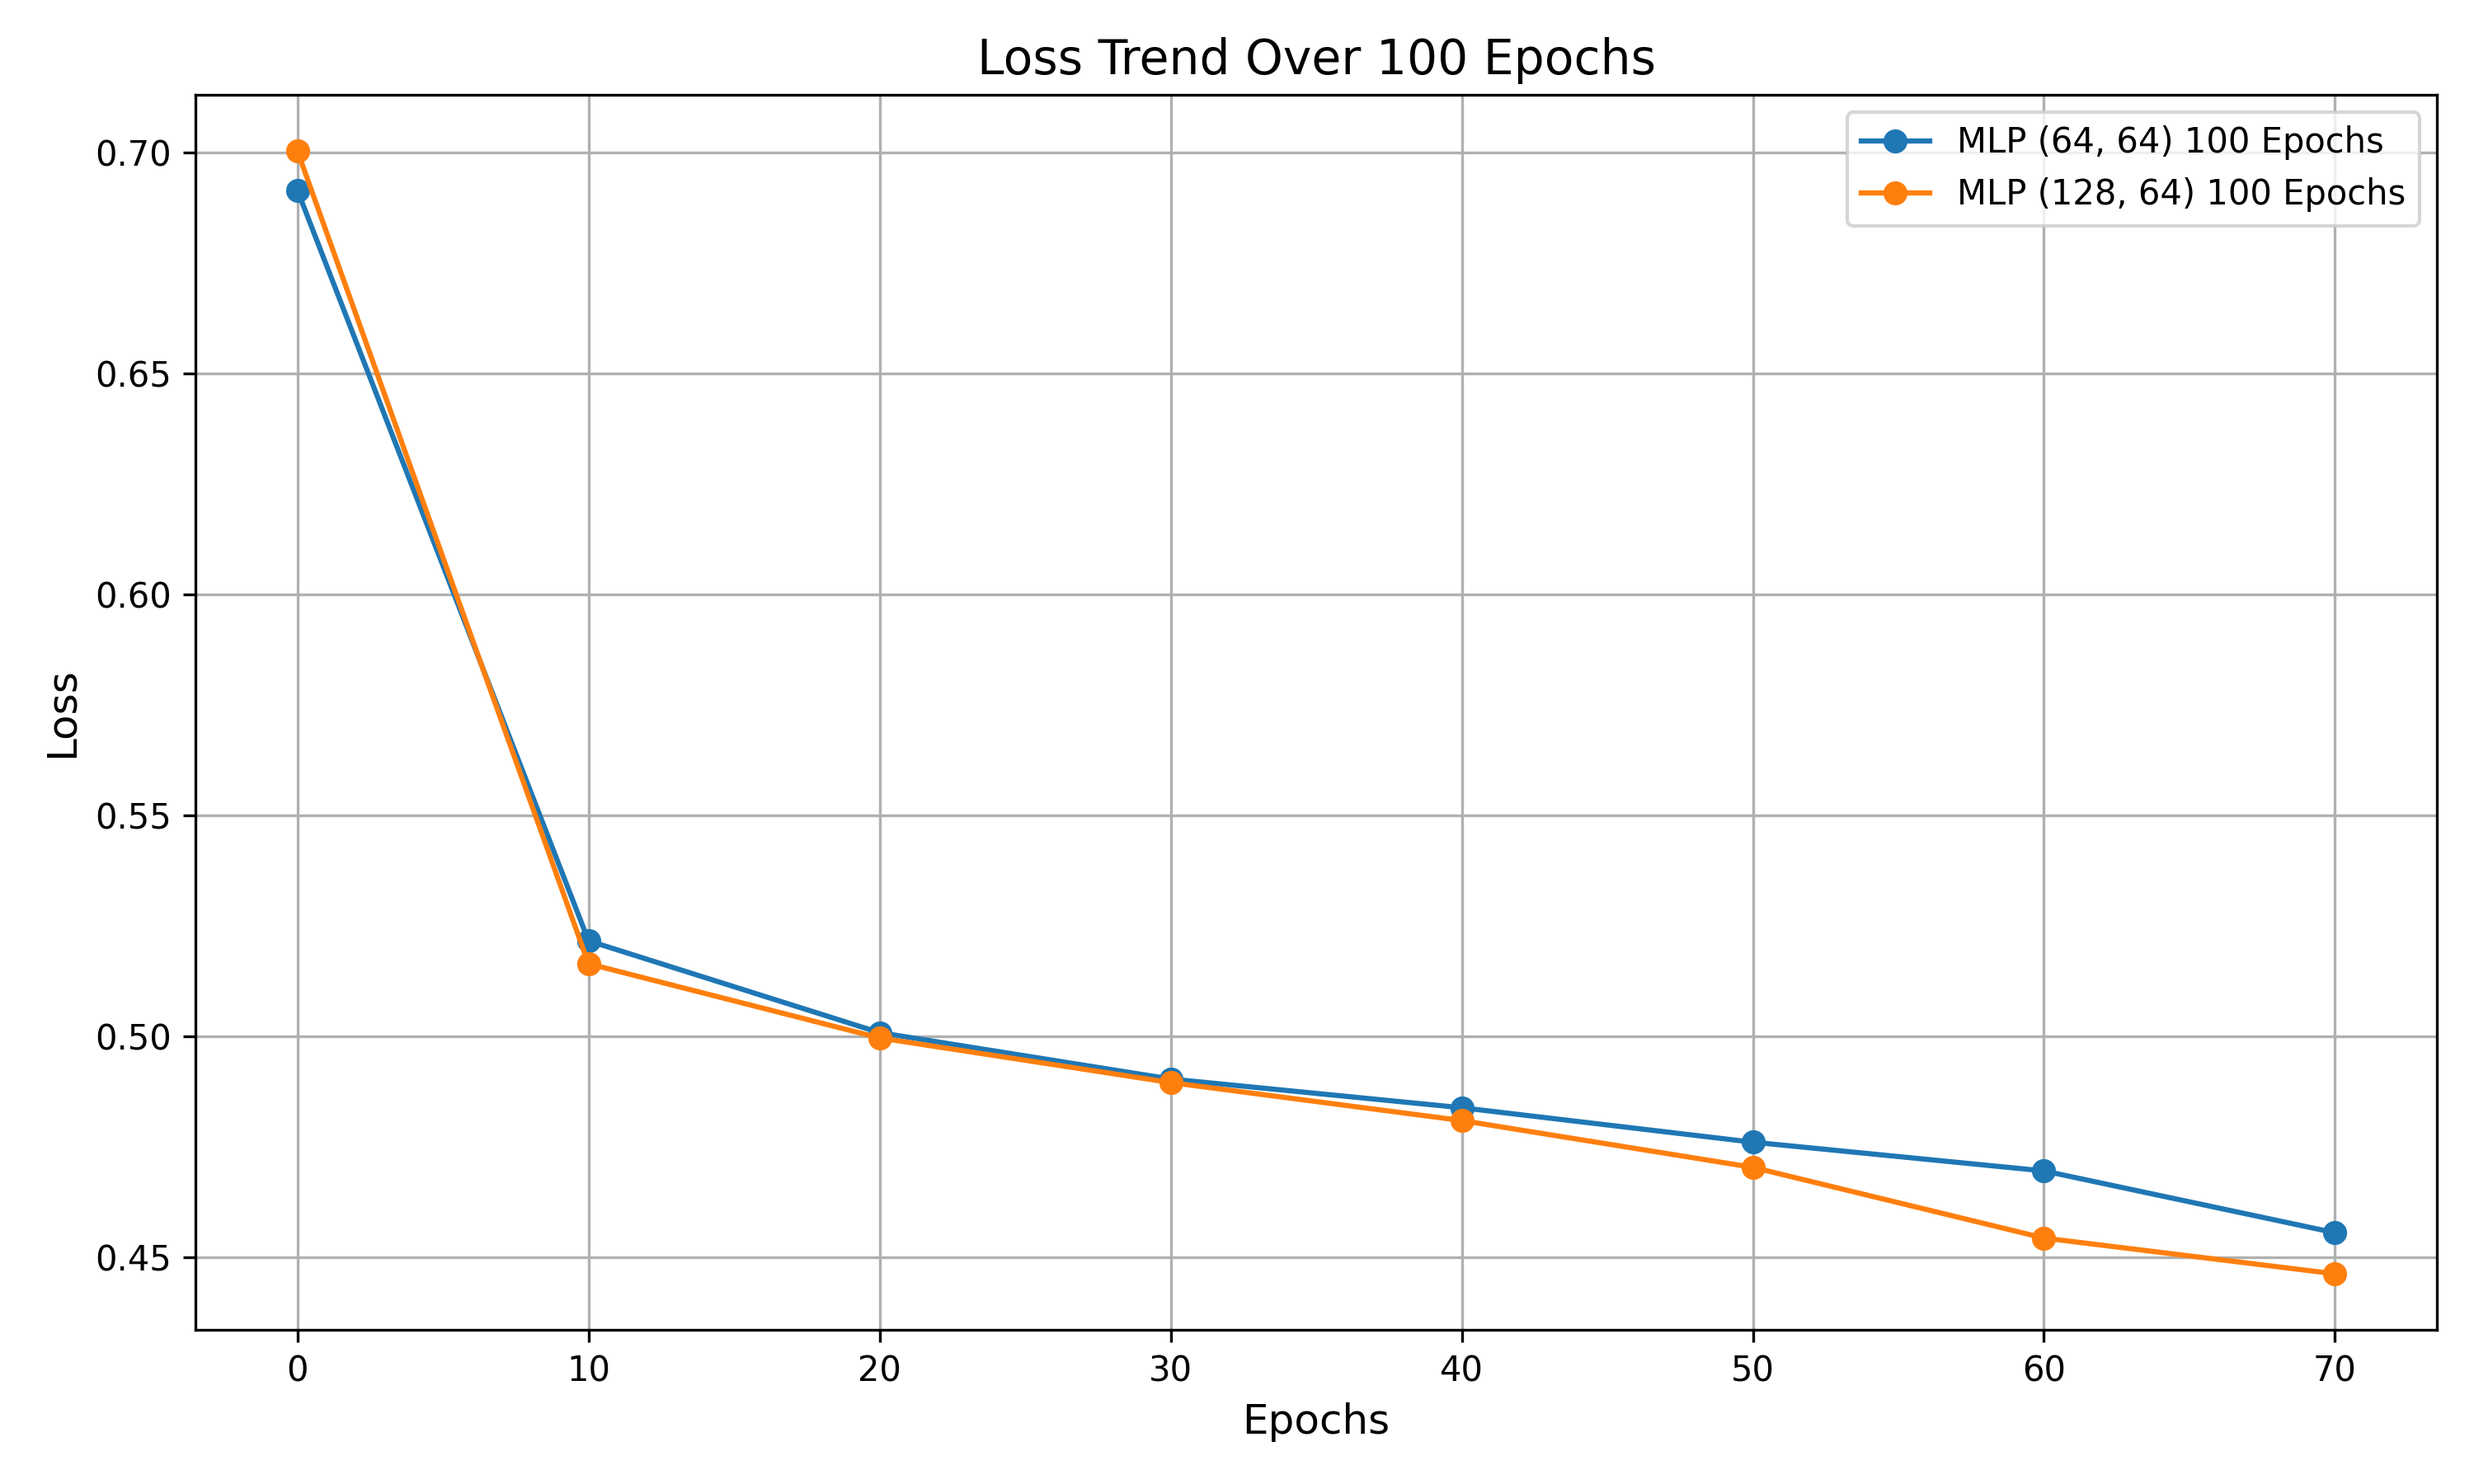 Loss Trend Over 100 Epochs
MLP (64, 64) 100 Epochs
MLP (128, 64) 100 Epochs
0.70
0.65
0.60
0.55
0.50
0.45
Loss
0 10 20 30 40 50 60 70
Epochs